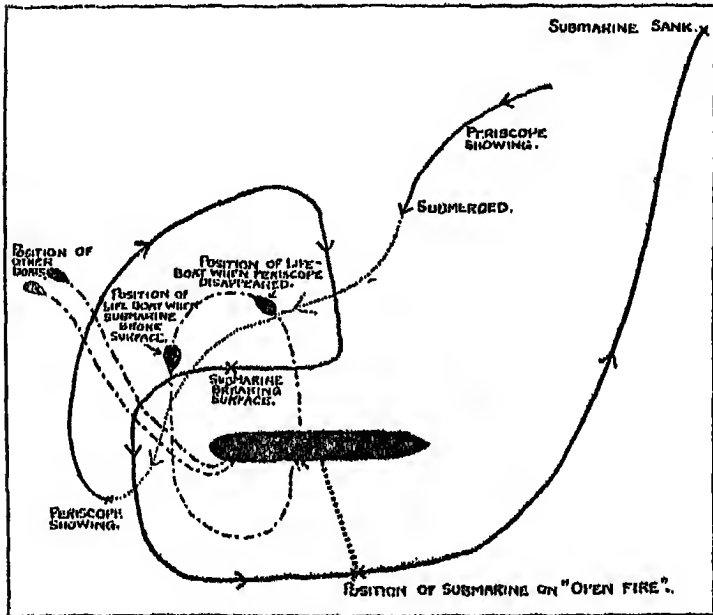 SUBMARINE SANK.
PERISCOPE
SHOWING.
SUBMERGED.
POSITION OF
OTHER
BOATS
POSITION OF LIFE-
BOAT WHEN PERISCOPE
DISAPPEARED.
POSITION OF
LIFE BOAT WHEN
SUBMARINE
BROKE
SURFACE.
SUBMARINE
BREAKING
SURFACE.
PERISCOPE
SHOWING.
POSITION OF SUBMARINE ON "OPEN FIRE".